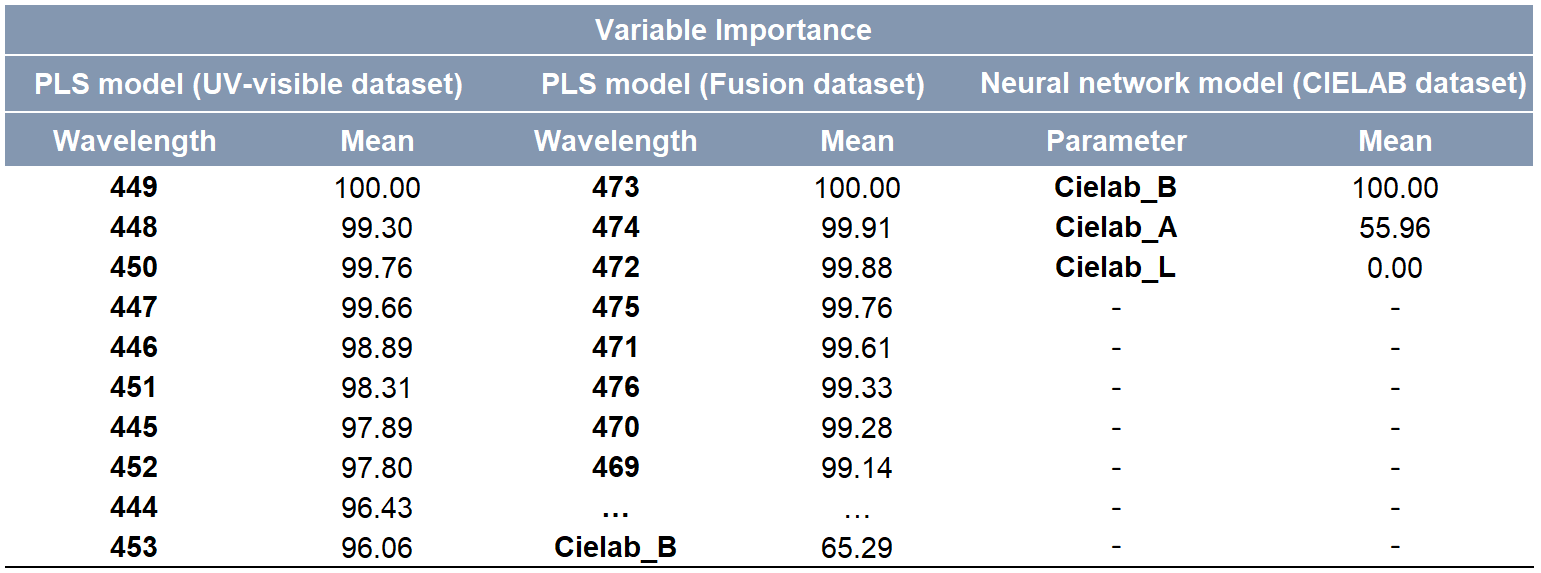 Variable Importance
PLS model (UV-visible dataset) PLS model (Fusion dataset) Neural network model (CIELAB dataset)
Wavelength Mean Wavelength Mean Parameter Mean
449 100.00 473 100.00 Cielab_B 100.00
448 99.30 474 99.91 Cielab_A 55.96
450 99.76 472 99.88 Cielab_L 0.00
447 99.66 475 99.76 - -
446 98.89 471 99.61 - -
451 98.31 476 99.33 - -
445 97.89 470 99.28 - -
452 97.80 469 99.14 - -
444 96.43 … … - -
453 96.06 Cielab_B 65.29 - -